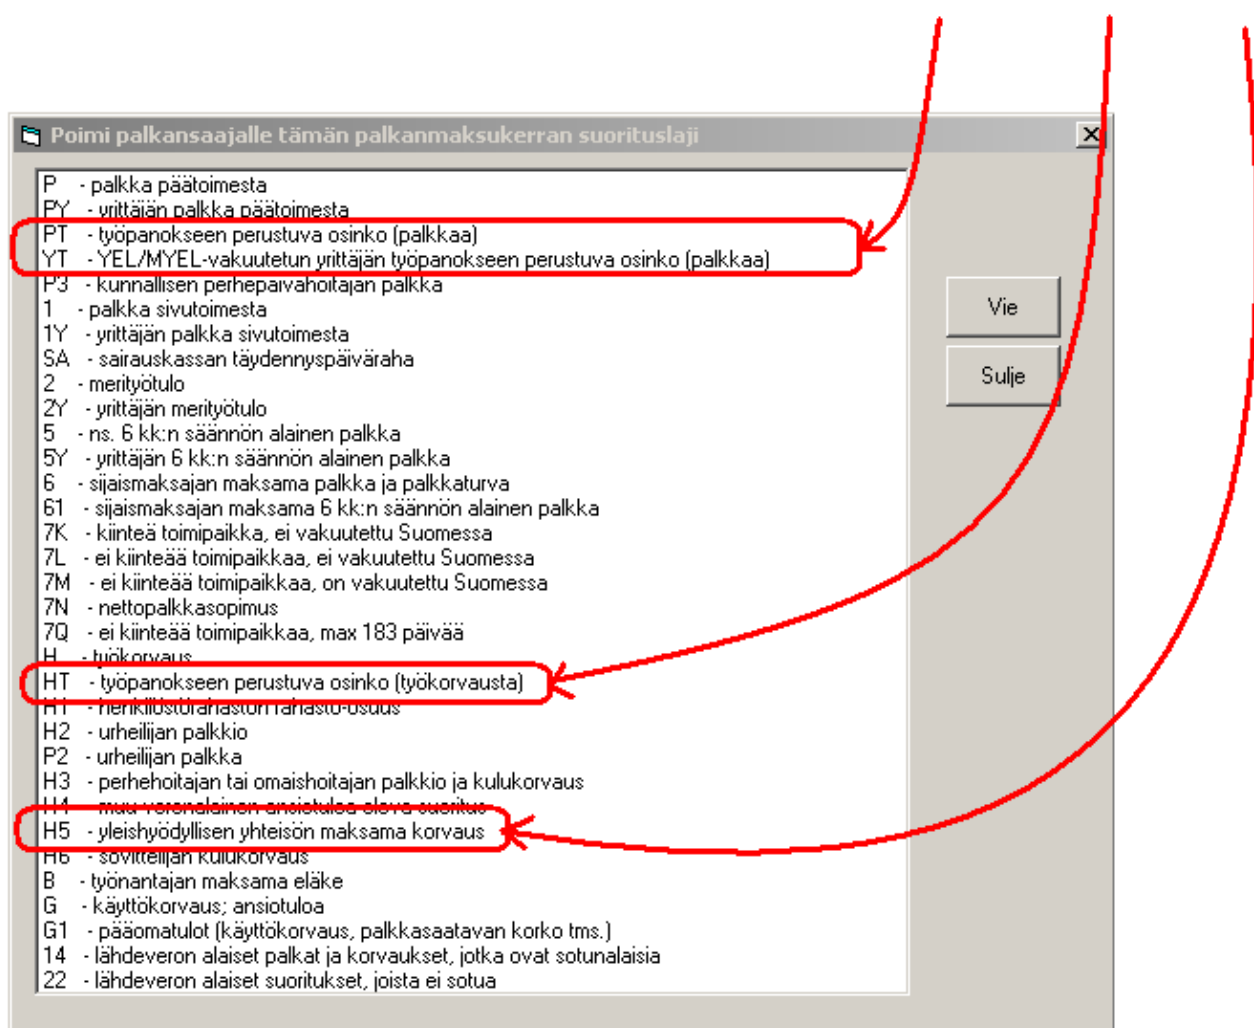 Poimi palkansaajalle tämän palkanmaksukerran suorituslaji
P - palkka päätoimesta
PY - yrittäjän palkka päätoimesta
PT - työpanokseen perustuva osinko (palkkaa)
YT - YEL/MYEL-vakuutetun yrittäjän työpanokseen perustuva osinko (palkkaa)
P3 - kunnallisen perhepäivähoitajan palkka
1 - palkka sivutoimesta
1Y - yrittäjän palkka sivutoimesta
SA - sairauskassan täydennyspäiväraha
2 - merityötulo
2Y - yrittäjän merityötulo
5 - ns. 6 kk:n säännön alainen palkka
5Y - yrittäjän 6 kk:n säännön alainen palkka
6 - sijaismaksajan maksama palkka ja palkkaturva
61 - sijaismaksajan maksama 6 kk:n säännön alainen palkka
7K - kiinteä toimipaikka, ei vakuutettu Suomessa
7L - ei kiinteää toimipaikkaa, ei vakuutettu Suomessa
7M - ei kiinteää toimipaikkaa, on vakuutettu Suomessa
7N - nettopalkkasopimus
7Q - ei kiinteää toimipaikkaa, max 183 päivää
H - työkorvaus
HT - työpanokseen perustuva osinko (työkorvausta)
H1 - henkilöstörahaston rahasto-osuus
H2 - urheilijan palkkio
P2 - urheilijan palkka
H3 - perhehoitajan tai omaishoitajan palkkio ja kulukorvaus
H4 - muu veronalainen ansiotuloa oleva suoritus
H5 - yleishyödyllisen yhteisön maksama korvaus
H6 - sovittelijan kulukorvaus
B - työnantajan maksama eläke
G - käyttökorvaus; ansiotuloa
G1 - pääomatulot (käyttökorvaus, palkkasaatavan korko tms.)
14 - lähdeveron alaiset palkat ja korvaukset, jotka ovat sotunalaisia
22 - lähdeveron alaiset suoritukset, joista ei sotua
Vie
Sulje